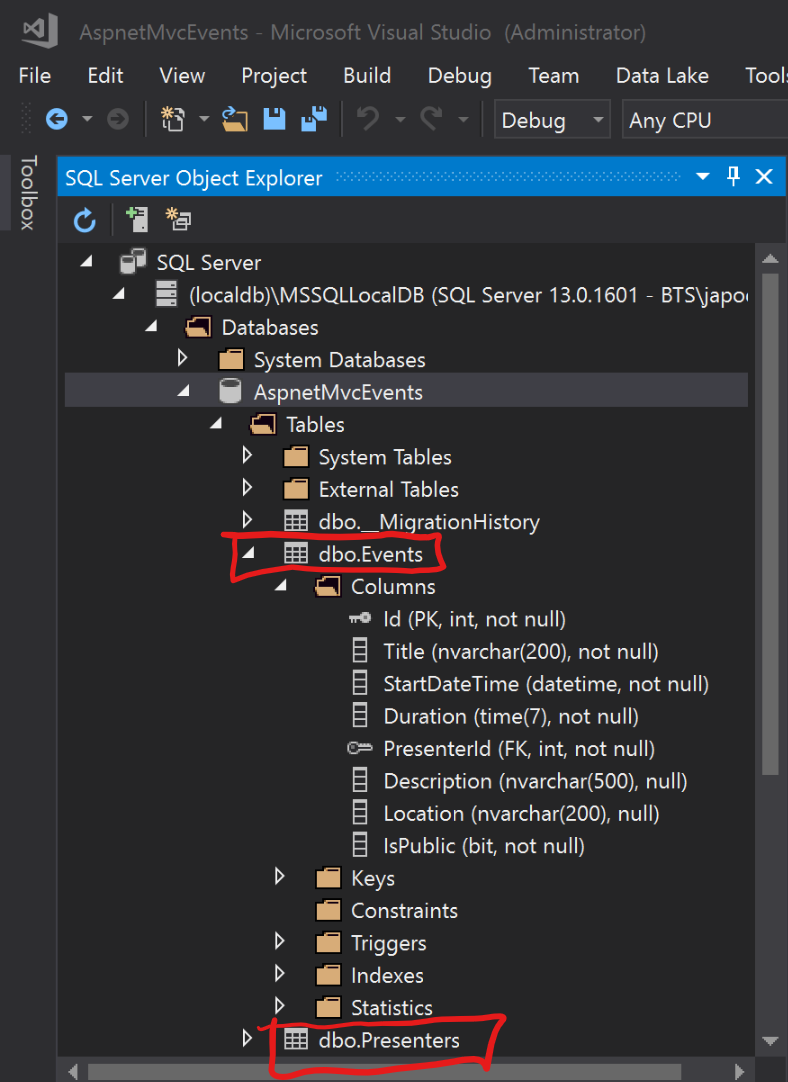 AspnetMvcEvents - Microsoft Visual Studio (Administrator)
File Edit View Project Build Debug Team Data Lake Tools
Debug Any CPU
Toolbox
SQL Server Object Explorer
SQL Server
(localdb)\MSSQLLocalDB (SQL Server 13.0.1601 - BTS\japoo
Databases
System Databases
AspnetMvcEvents
Tables
System Tables
External Tables
dbo.__MigrationHistory
dbo.Events
Columns
Id (PK, int, not null)
Title (nvarchar(200), not null)
StartDateTime (datetime, not null)
Duration (time(7), not null)
PresenterId (FK, int, not null)
Description (nvarchar(500), null)
Location (nvarchar(200), null)
IsPublic (bit, not null)
Keys
Constraints
Triggers
Indexes
Statistics
dbo.Presenters